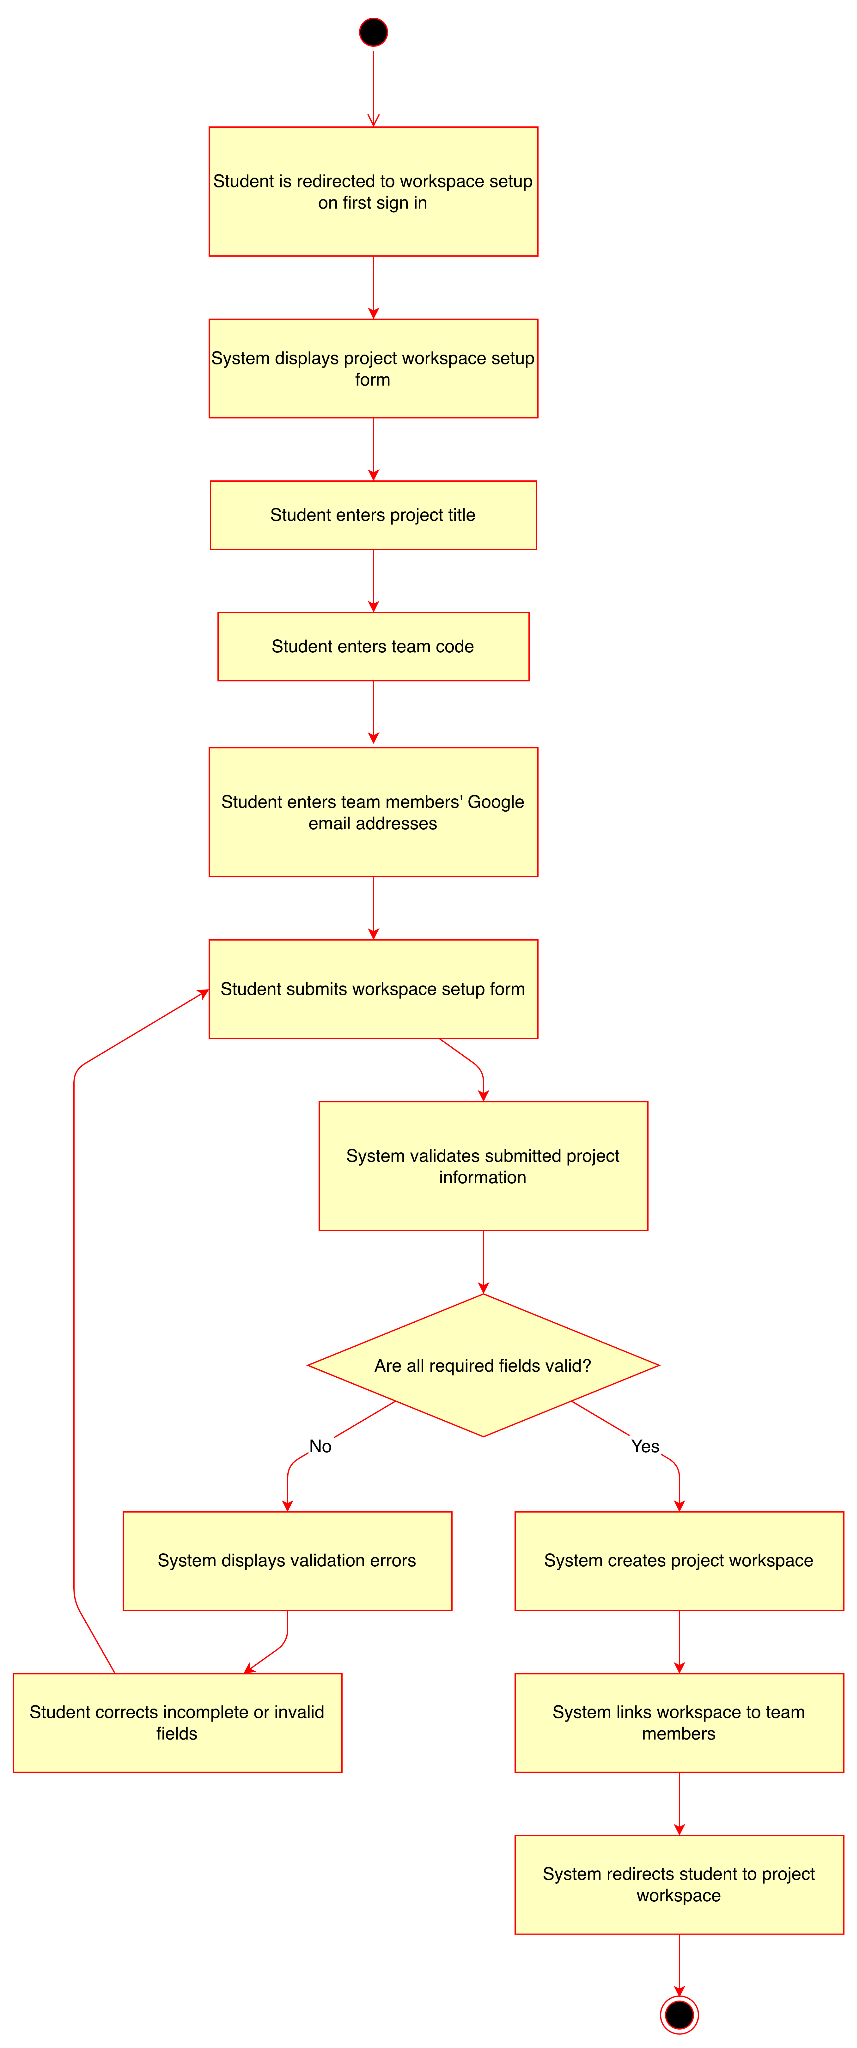 Student is redirected to workspace setup
on first sign in
System displays project workspace setup
form
Student enters project title
Student enters team code
Student enters team members' Google
email addresses
Student submits workspace setup form
System validates submitted project
information
Are all required fields valid?
No
Yes
System displays validation errors
System creates project workspace
Student corrects incomplete or invalid
fields
System links workspace to team
members
System redirects student to project
workspace